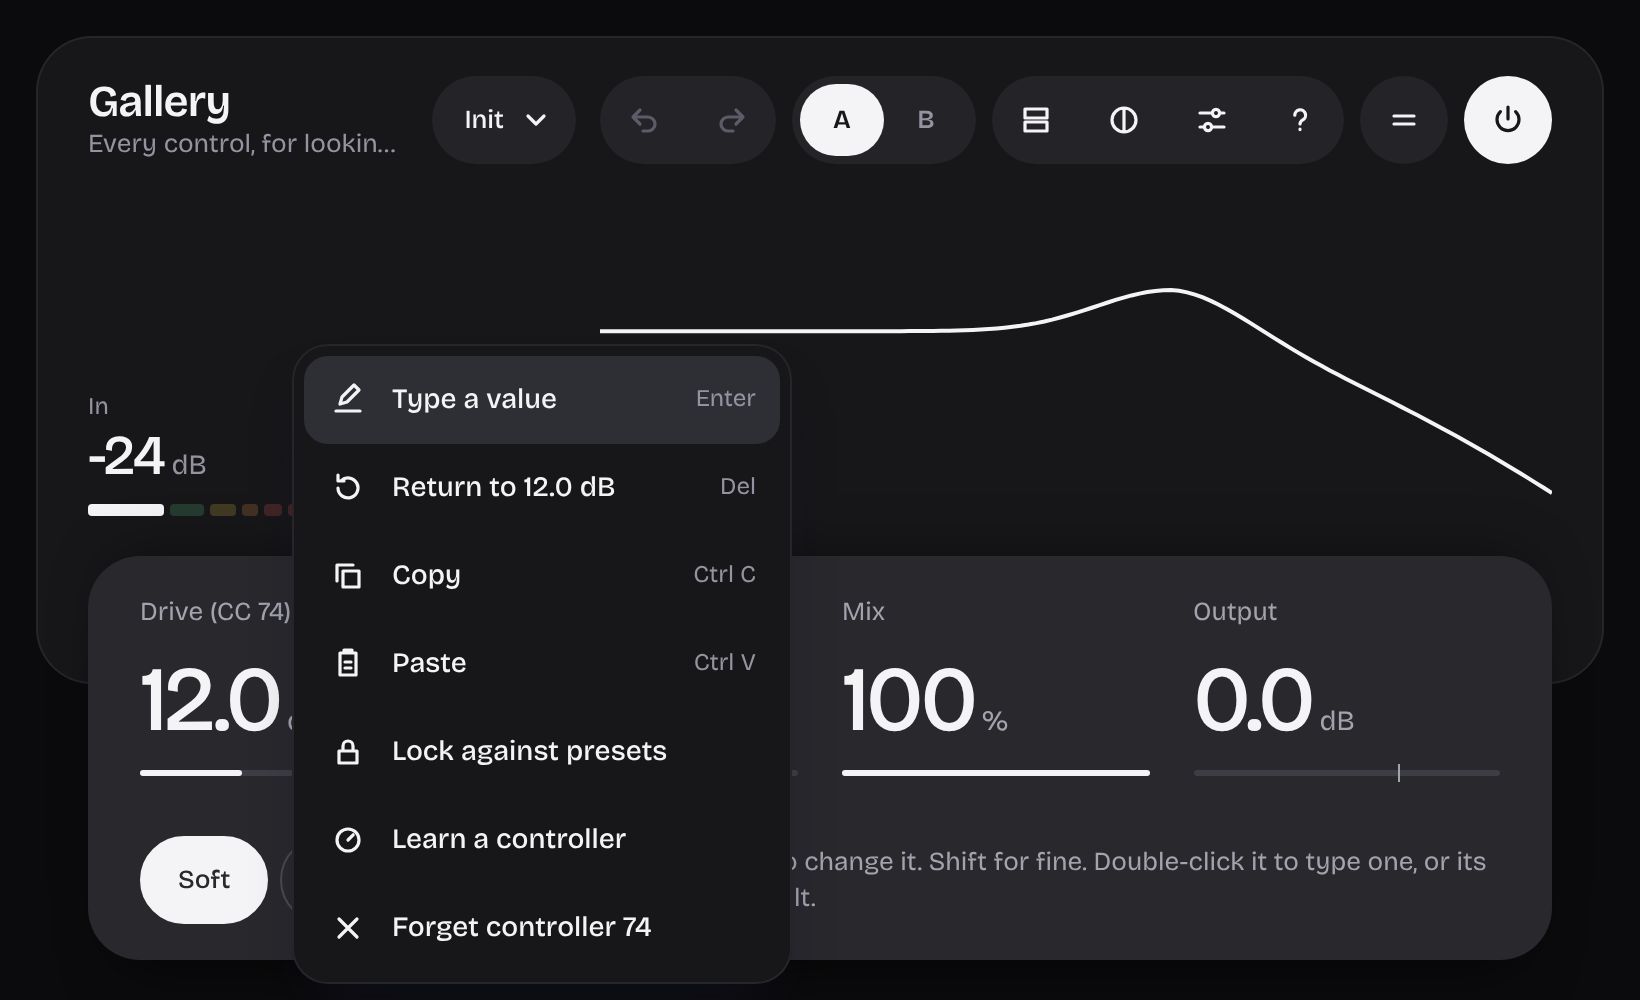 Gallery
Every control, for lookin...
Init
A
B
In
-24 dB
Type a value Enter
Return to 12.0 dB Del
Copy Ctrl C
Paste Ctrl V
Lock against presets
Learn a controller
Forget controller 74
Drive (CC 74)
12.0
Mix
100 %
Output
0.0 dB
Soft
change it. Shift for fine. Double-click it to type one, or its
lt.